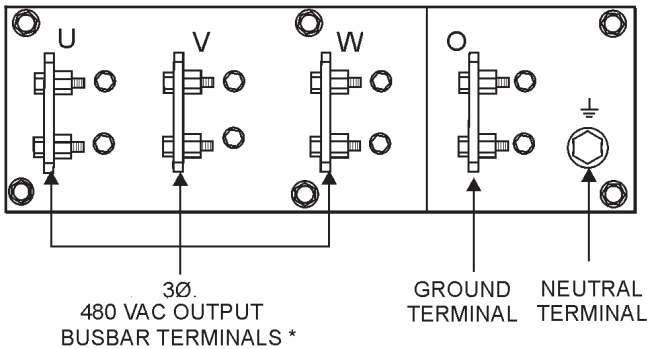 U V W O
3Ø.
480 VAC OUTPUT
BUSBAR TERMINALS *
GROUND
TERMINAL
NEUTRAL
TERMINAL